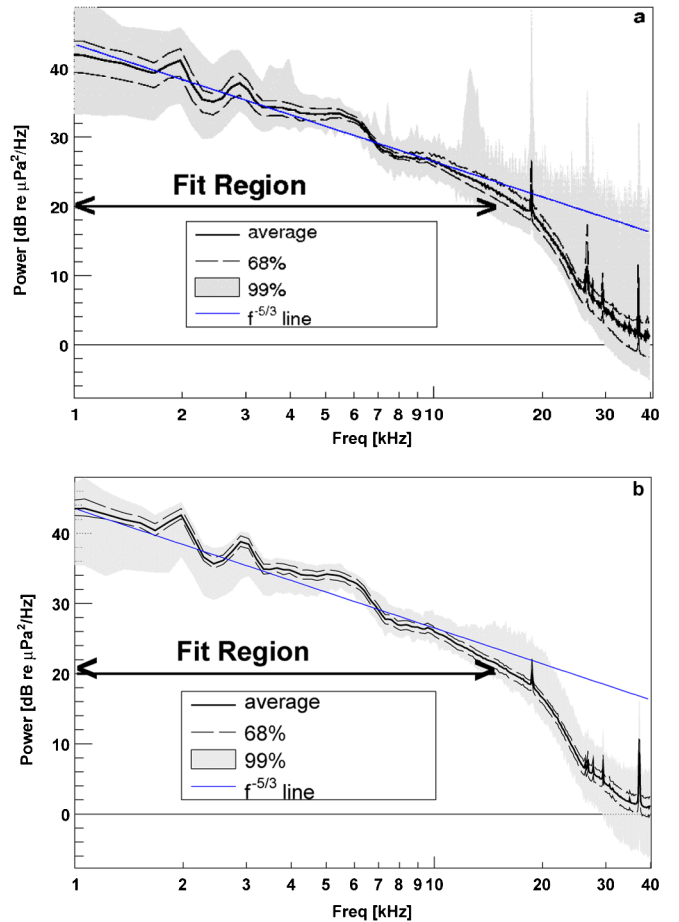 a
40
30
20
10
0
Power [dB re μPa²/Hz]
Fit Region
average
68%
99%
f⁻⁵/³ line
1 2 3 4 5 6 7 8 9 10 20 30 40
Freq [kHz]
b
40
30
20
10
0
Power [dB re μPa²/Hz]
Fit Region
average
68%
99%
f⁻⁵/³ line
1 2 3 4 5 6 7 8 9 10 20 30 40
Freq [kHz]